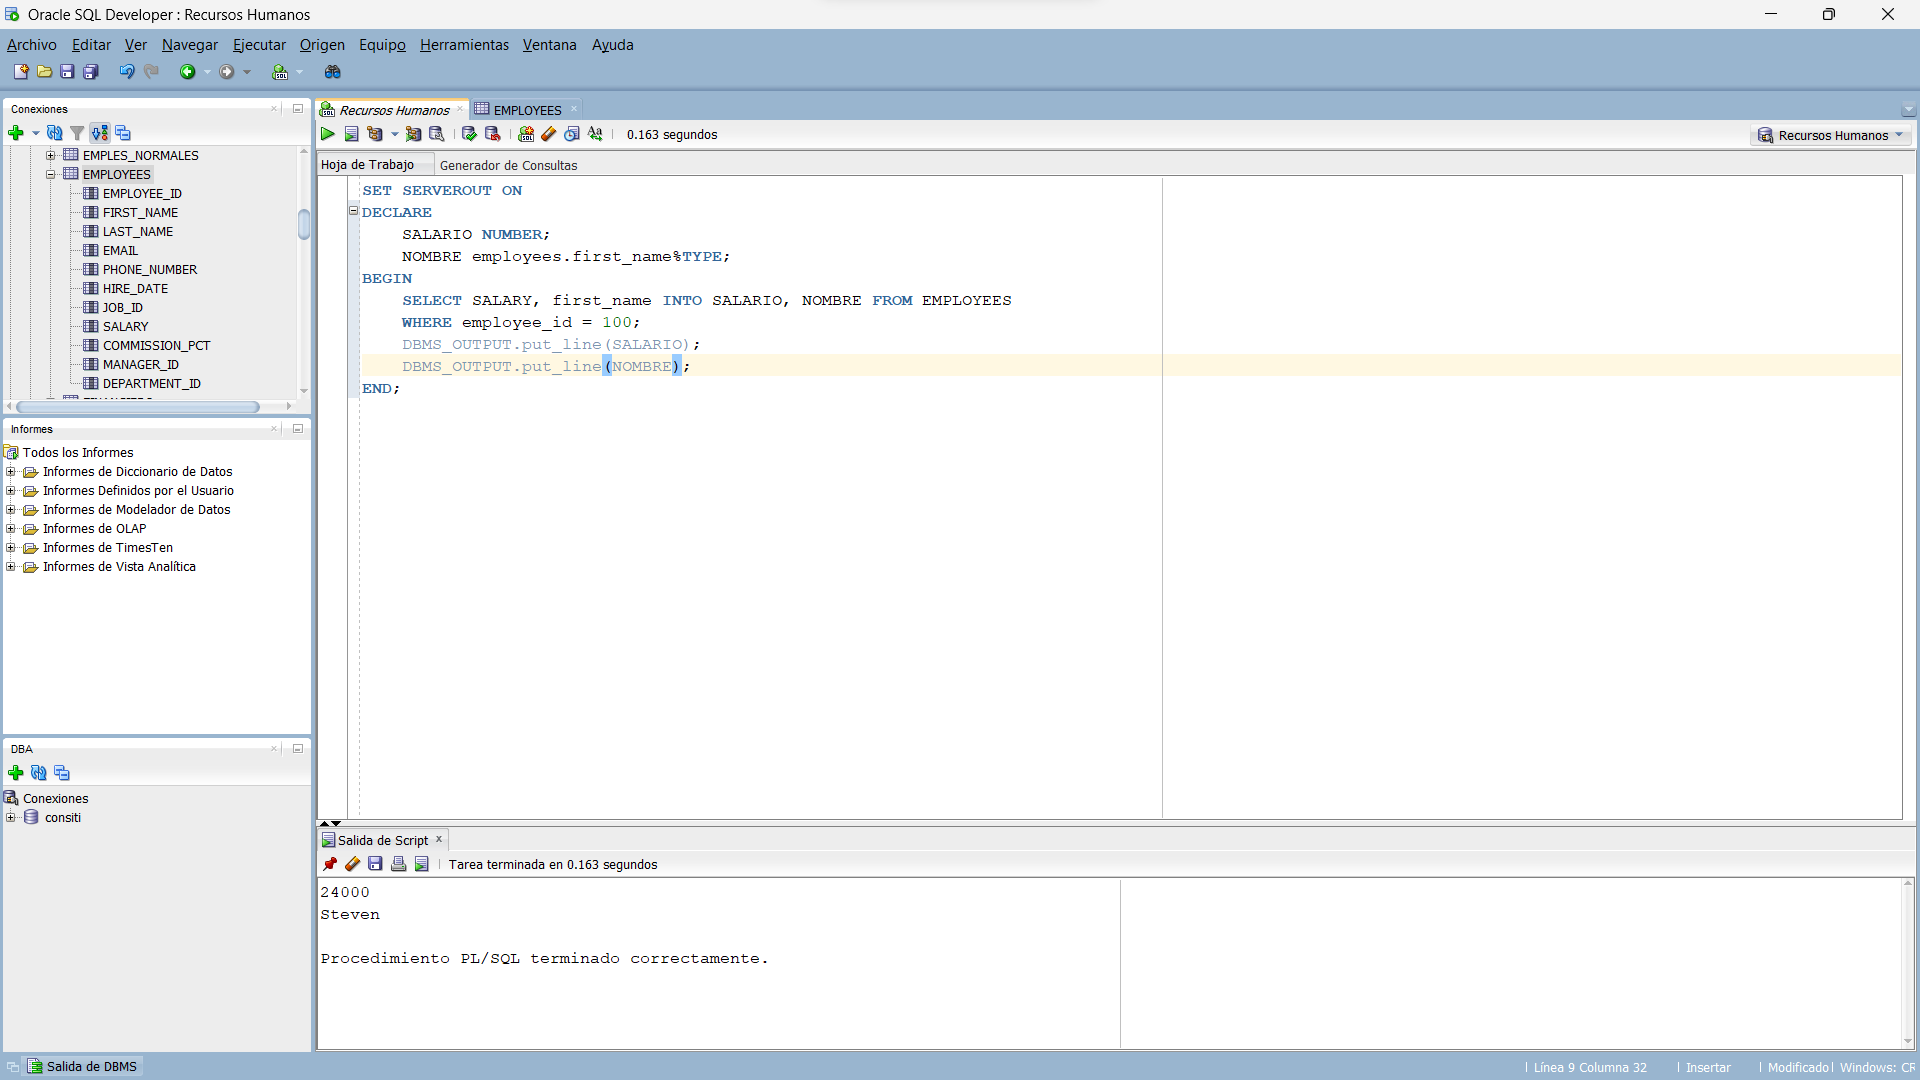 Oracle SQL Developer : Recursos Humanos
Archivo Editar Ver Navegar Ejecutar Origen Equipo Herramientas Ventana Ayuda
Conexiones
EMPLES_NORMALES
EMPLOYEES
EMPLOYEE_ID
FIRST_NAME
LAST_NAME
EMAIL
PHONE_NUMBER
HIRE_DATE
JOB_ID
SALARY
COMMISSION_PCT
MANAGER_ID
DEPARTMENT_ID
Informes
Todos los Informes
Informes de Diccionario de Datos
Informes Definidos por el Usuario
Informes de Modelador de Datos
Informes de OLAP
Informes de TimesTen
Informes de Vista Analítica
DBA
Conexiones
consiti
Recursos Humanos
EMPLOYEES
0.163 segundos
Recursos Humanos
Hoja de Trabajo
Generador de Consultas
SET SERVEROUT ON
DECLARE
SALARIO NUMBER;
NOMBRE employees.first_name%TYPE;
BEGIN
SELECT SALARY, first_name INTO SALARIO, NOMBRE FROM EMPLOYEES
WHERE employee_id = 100;
DBMS_OUTPUT.put_line(SALARIO);
DBMS_OUTPUT.put_line(NOMBRE);
END;
Salida de Script
Tarea terminada en 0.163 segundos
24000
Steven
Procedimiento PL/SQL terminado correctamente.
Salida de DBMS
Línea 9 Columna 32
Insertar
Modificado
Windows: CR